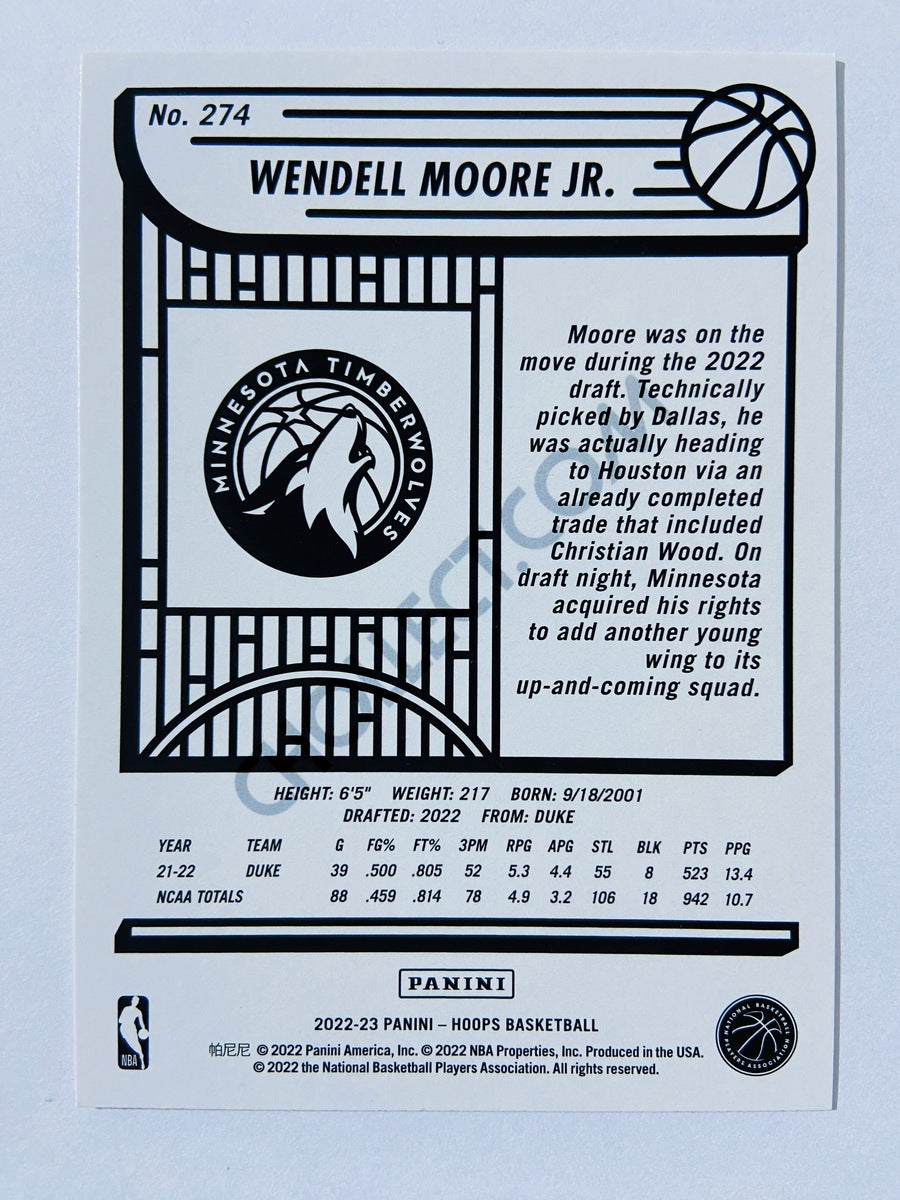 No. 274
WENDELL MOORE JR.
MINNESOTA TIMBERWOLVES
Moore was on the
move during the 2022
draft. Technically
picked by Dallas, he
was actually heading
to Houston via an
already completed
trade that included
Christian Wood. On
draft night, Minnesota
acquired his rights
to add another young
wing to its
up-and-coming squad.
CHOLLECT.COM
HEIGHT: 6'5" WEIGHT: 217 BORN: 9/18/2001
DRAFTED: 2022 FROM: DUKE
YEAR TEAM G FG% FT% 3PM RPG APG STL BLK PTS PPG
21-22 DUKE 39 .500 .805 52 5.3 4.4 55 8 523 13.4
NCAA TOTALS 88 .459 .814 78 4.9 3.2 106 18 942 10.7
PANINI
NBA
NATIONAL BASKETBALL PLAYERS ASSOCIATION
2022-23 PANINI – HOOPS BASKETBALL
帕尼尼 © 2022 Panini America, Inc. © 2022 NBA Properties, Inc. Produced in the USA.
© 2022 the National Basketball Players Association. All rights reserved.